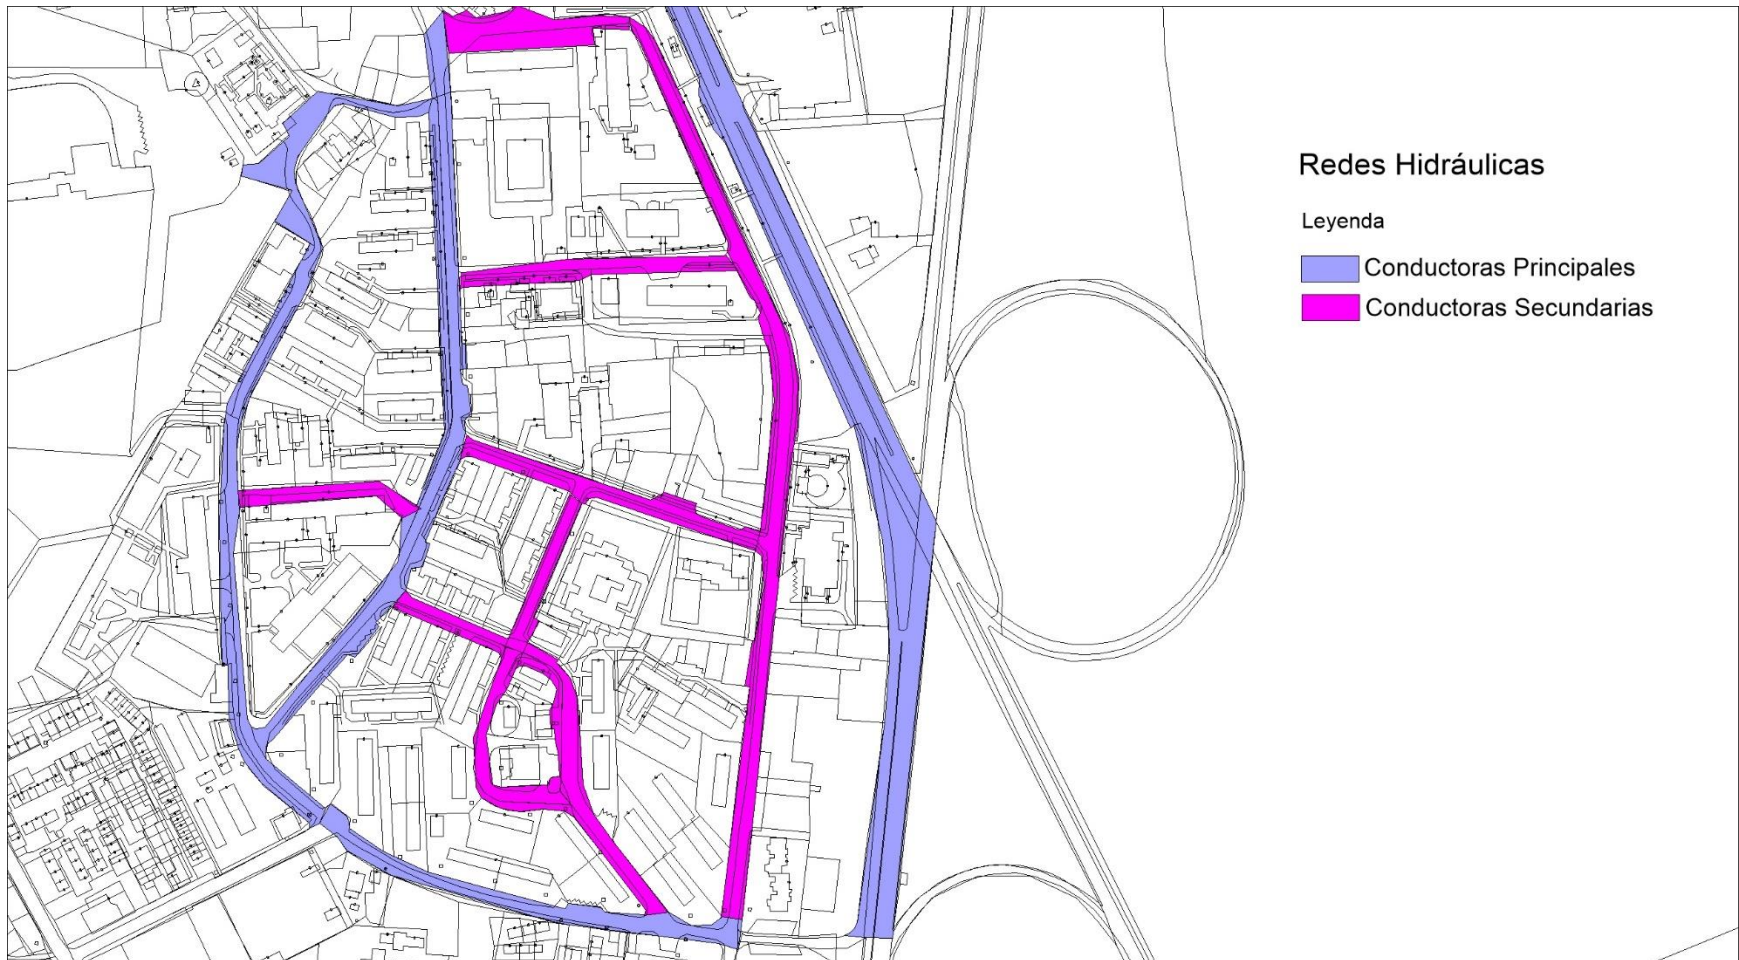 Redes Hidráulicas
Leyenda
Conductoras Principales
Conductoras Secundarias